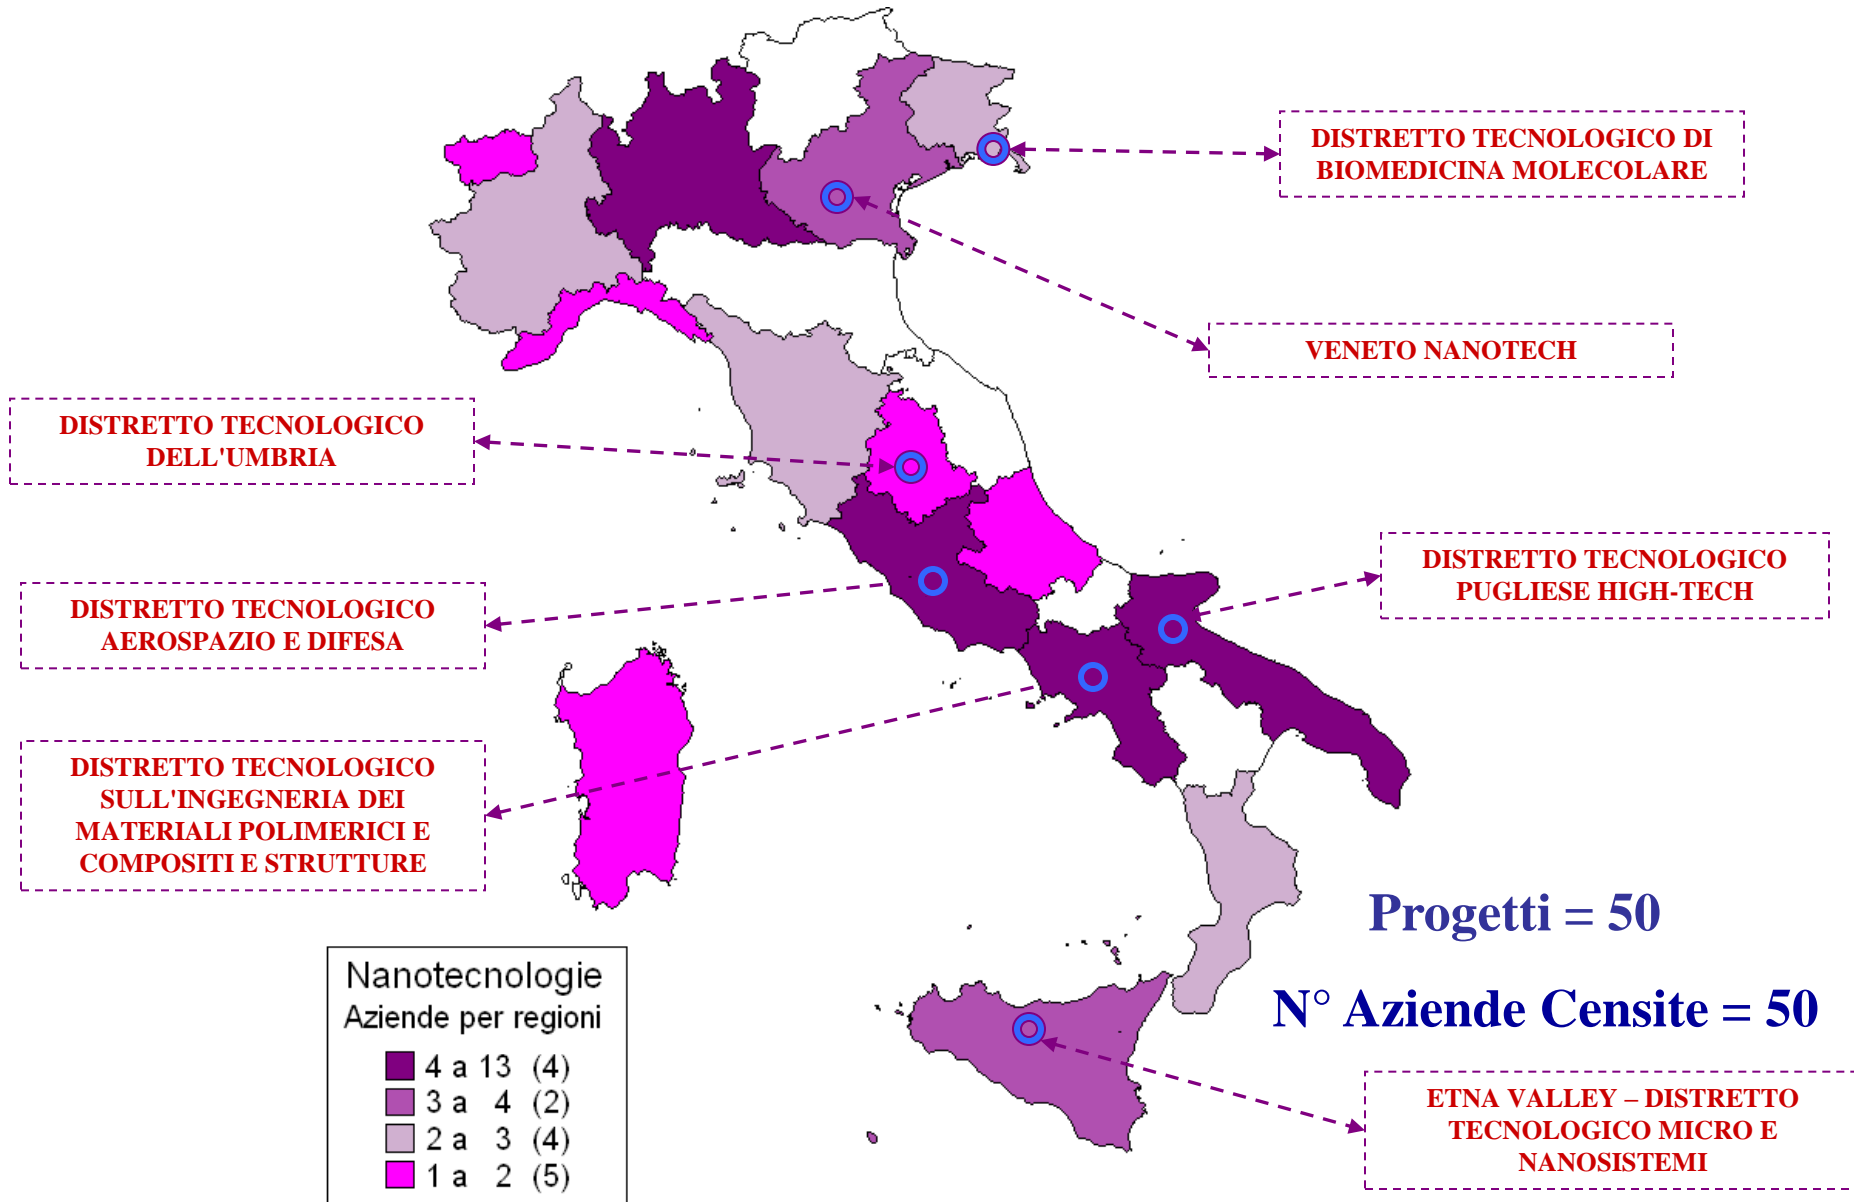 DISTRETTO TECNOLOGICO DI
BIOMEDICINA MOLECOLARE
VENETO NANOTECH
DISTRETTO TECNOLOGICO
DELL'UMBRIA
DISTRETTO TECNOLOGICO
PUGLIESE HIGH-TECH
DISTRETTO TECNOLOGICO
AEROSPAZIO E DIFESA
DISTRETTO TECNOLOGICO
SULL'INGEGNERIA DEI
MATERIALI POLIMERICI E
COMPOSITI E STRUTTURE
Progetti = 50
N° Aziende Censite = 50
Nanotecnologie
Aziende per regioni
4 a 13 (4)
3 a 4 (2)
2 a 3 (4)
1 a 2 (5)
ETNA VALLEY – DISTRETTO
TECNOLOGICO MICRO E
NANOSISTEMI